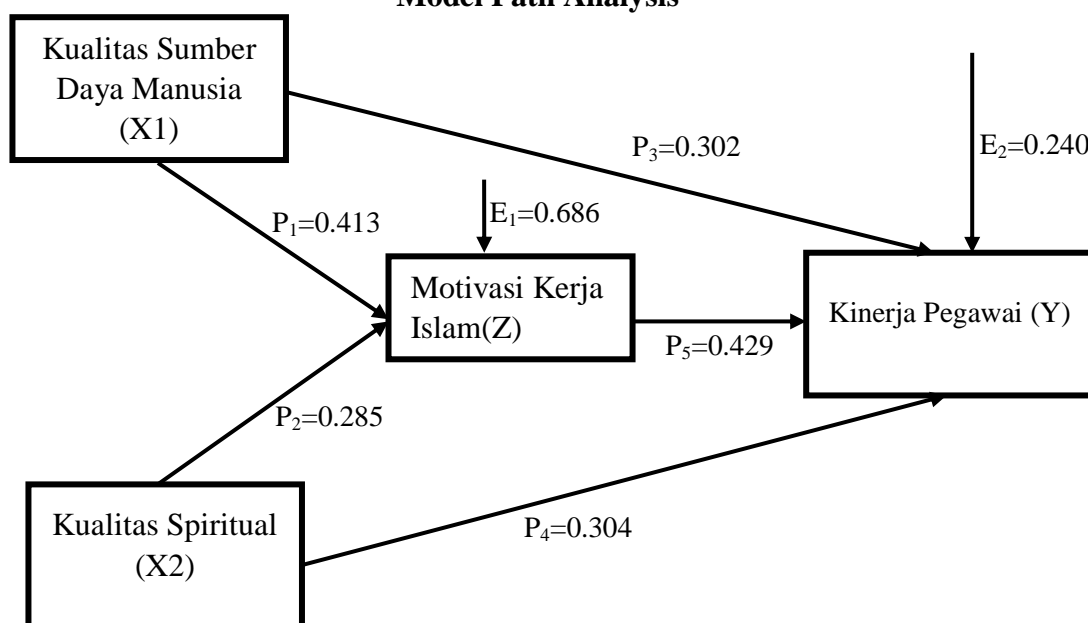 Model Path Analysis
Kualitas Sumber
Daya Manusia
(X1)
P₃=0.302
E₂=0.240
P₁=0.413
E₁=0.686
Motivasi Kerja
Islam(Z)
Kinerja Pegawai (Y)
P₅=0.429
P₂=0.285
Kualitas Spiritual
(X2)
P₄=0.304